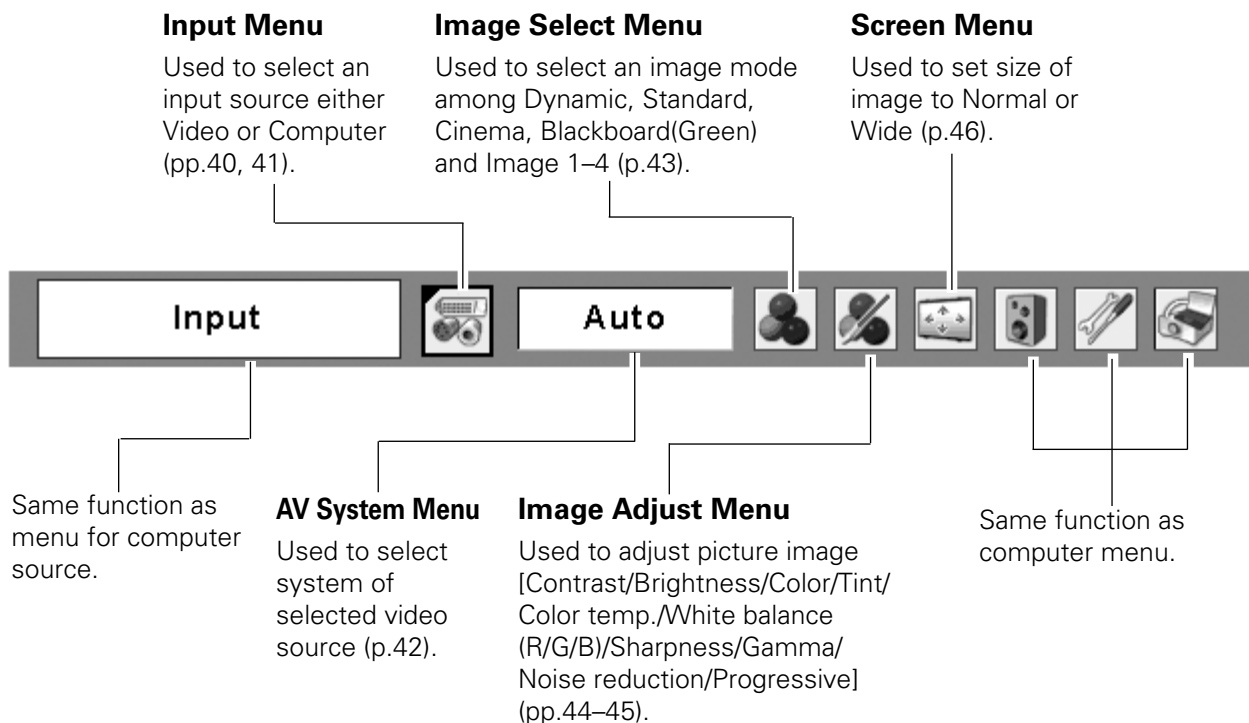 Input Menu
Used to select an
input source either
Video or Computer
(pp.40, 41).
Image Select Menu
Used to select an image mode
among Dynamic, Standard,
Cinema, Blackboard(Green)
and Image 1–4 (p.43).
Screen Menu
Used to set size of
image to Normal or
Wide (p.46).
Input
Auto
Same function as
menu for computer
source.
AV System Menu
Used to select
system of
selected video
source (p.42).
Image Adjust Menu
Used to adjust picture image
[Contrast/Brightness/Color/Tint/
Color temp./White balance
(R/G/B)/Sharpness/Gamma/
Noise reduction/Progressive]
(pp.44–45).
Same function as
computer menu.